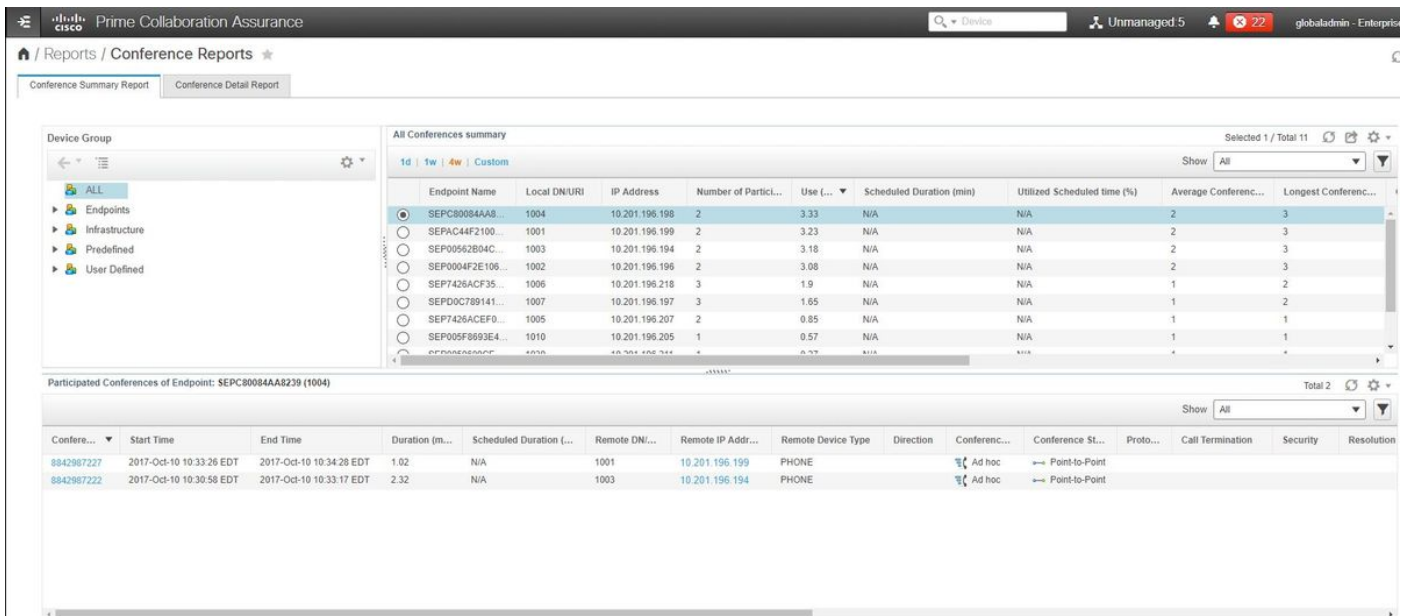 cisco Prime Collaboration Assurance Device Unmanaged:5 22 globaladmin - Enterprise
/ Reports / Conference Reports
Conference Summary Report Conference Detail Report
Device Group
ALL
Endpoints
Infrastructure
Predefined
User Defined
All Conferences summary Selected 1 / Total 11
1d | 1w | 4w | Custom Show All
Endpoint Name Local DN/URI IP Address Number of Partici... Use (... Scheduled Duration (min) Utilized Scheduled time (%) Average Conferenc... Longest Conferenc...
SEPC80084AA8... 1004 10.201.196.198 2 3.33 N/A N/A 2 3
SEPAC44F2100... 1001 10.201.196.199 2 3.23 N/A N/A 2 3
SEP00562B04C... 1003 10.201.196.194 2 3.18 N/A N/A 2 3
SEP0004F2E106... 1002 10.201.196.196 2 3.08 N/A N/A 2 3
SEP7426ACF35... 1006 10.201.196.218 3 1.9 N/A N/A 1 2
SEPD0C789141... 1007 10.201.196.197 3 1.65 N/A N/A 1 2
SEP7426ACEF0... 1005 10.201.196.207 2 0.85 N/A N/A 1 1
SEP005F8693E4... 1010 10.201.196.205 1 0.57 N/A N/A 1 1
Participated Conferences of Endpoint: SEPC80084AA8239 (1004) Total 2
Show All
Confere... Start Time End Time Duration (m... Scheduled Duration (... Remote DN/... Remote IP Addr... Remote Device Type Direction Conferenc... Conference St... Proto... Call Termination Security Resolution
8842987227 2017-Oct-10 10:33:26 EDT 2017-Oct-10 10:34:28 EDT 1.02 N/A 1001 10.201.196.199 PHONE Ad hoc Point-to-Point
8842987222 2017-Oct-10 10:30:58 EDT 2017-Oct-10 10:33:17 EDT 2.32 N/A 1003 10.201.196.194 PHONE Ad hoc Point-to-Point